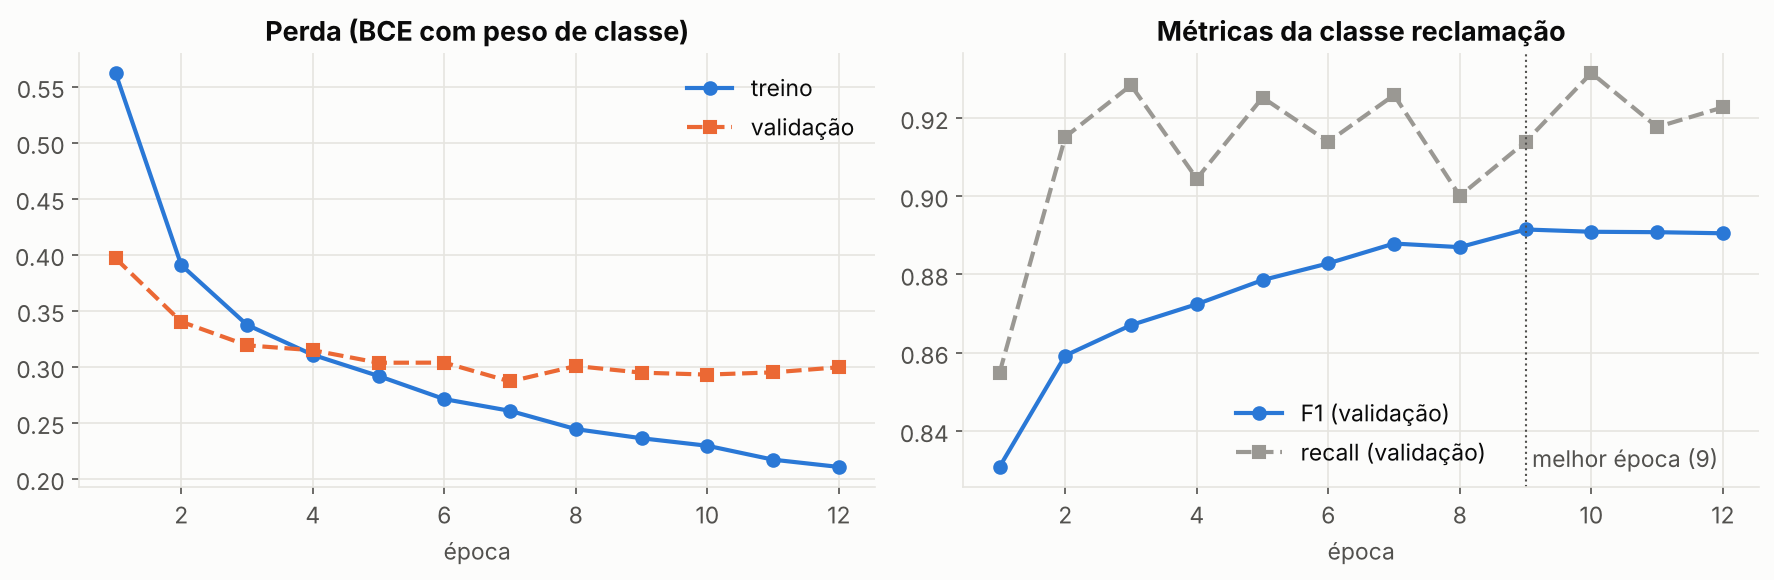 Perda (BCE com peso de classe)
treino
validação
0.55
0.50
0.45
0.40
0.35
0.30
0.25
0.20
2 4 6 8 10 12
época
Métricas da classe reclamação
0.92
0.90
0.88
0.86
0.84
F1 (validação)
recall (validação)
melhor época (9)
2 4 6 8 10 12
época